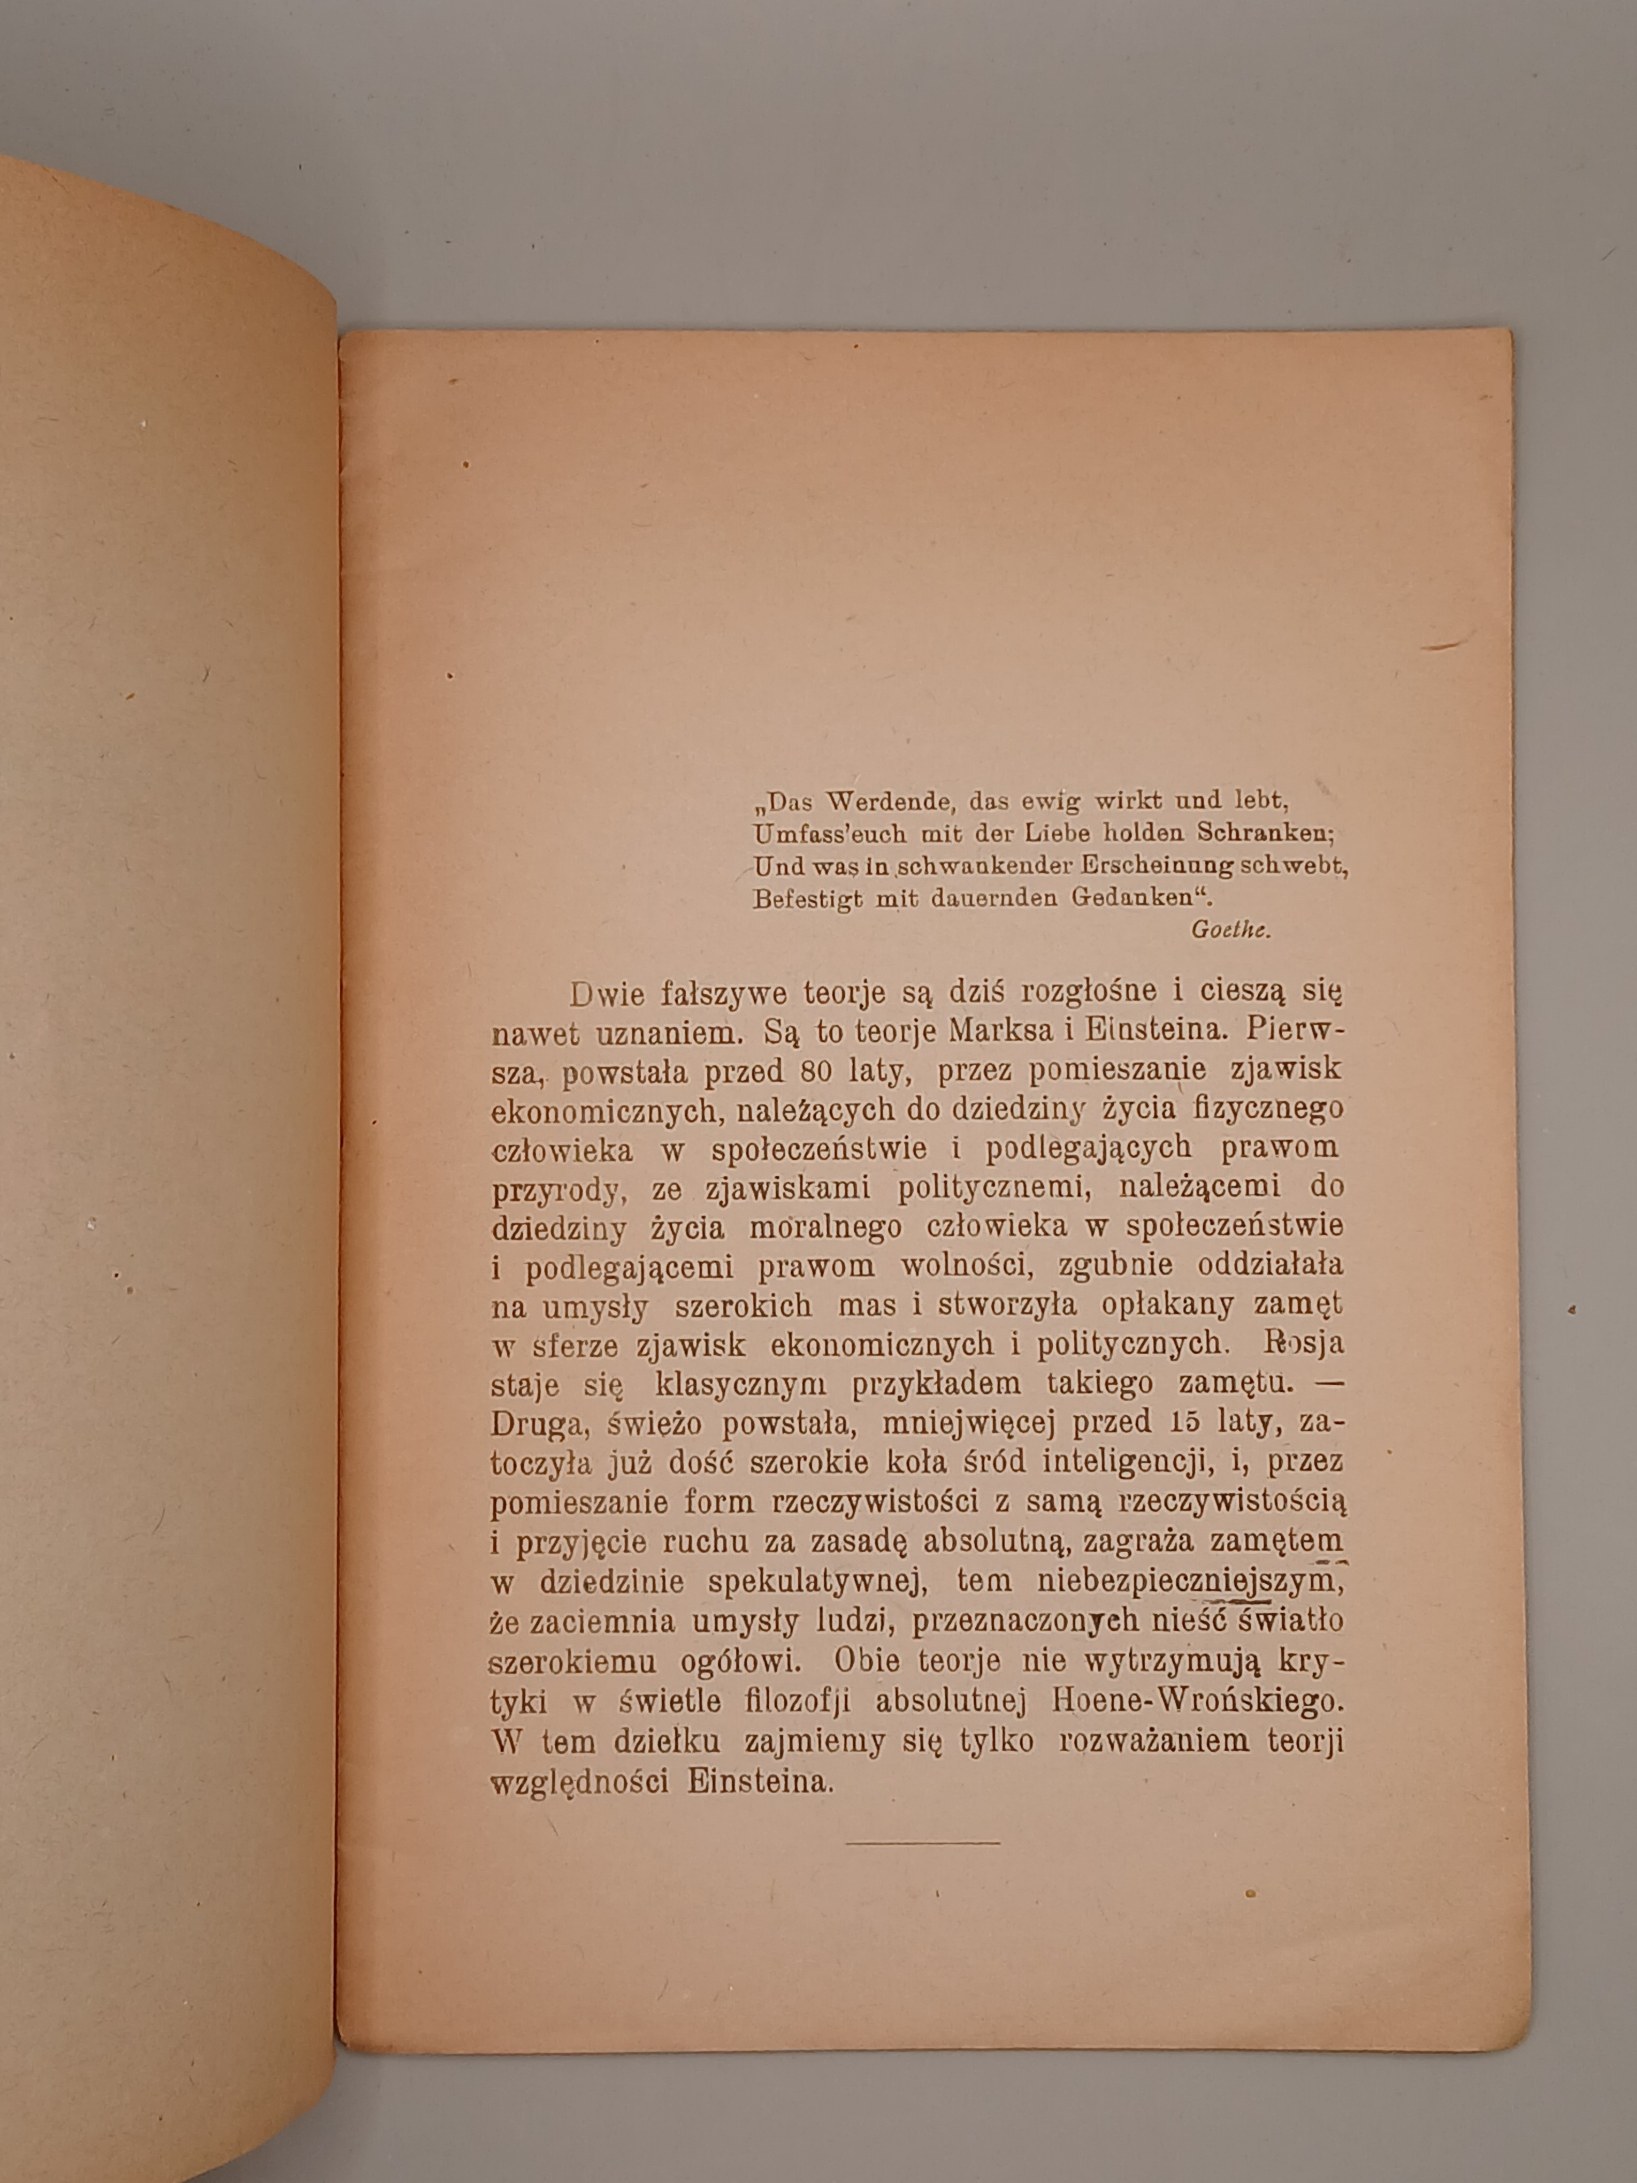 „Das Werdende, das ewig wirkt und lebt,
Umfass'euch mit der Liebe holden Schranken;
Und was in schwankender Erscheinung schwebt,
Befestigt mit dauernden Gedanken“.
Goethe.
Dwie fałszywe teorje są dziś rozgłośne i cieszą się
nawet uznaniem. Są to teorje Marksa i Einsteina. Pierw-
sza, powstała przed 80 laty, przez pomieszanie zjawisk
ekonomicznych, należących do dziedziny życia fizycznego
człowieka w społeczeństwie i podlegających prawom
przyrody, ze zjawiskami politycznemi, należącemi do
dziedziny życia moralnego człowieka w społeczeństwie
i podlegającemi prawom wolności, zgubnie oddziałała
na umysły szerokich mas i stworzyła opłakany zamęt
w sferze zjawisk ekonomicznych i politycznych. Rosja
staje się klasycznym przykładem takiego zamętu. —
Druga, świeżo powstała, mniejwięcej przed 15 laty, za-
toczyła już dość szerokie koła śród inteligencji, i, przez
pomieszanie form rzeczywistości z samą rzeczywistością
i przyjęcie ruchu za zasadę absolutną, zagraża zamętem
w dziedzinie spekulatywnej, tem niebezpieczniejszym,
że zaciemnia umysły ludzi, przeznaczonych nieść światło
szerokiemu ogółowi. Obie teorje nie wytrzymują kry-
tyki w świetle filozofji absolutnej Hoene-Wrońskiego.
W tem dziełku zajmiemy się tylko rozważaniem teorji
względności Einsteina.